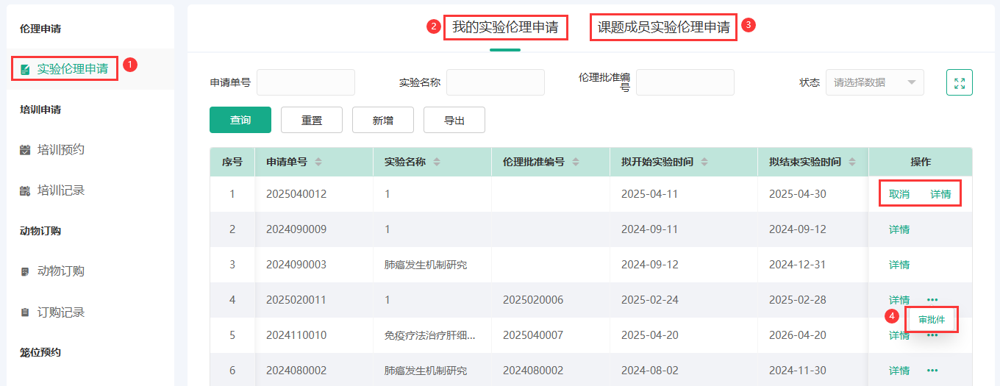 伦理申请
实验伦理申请 1
培训申请
培训预约
培训记录
动物订购
动物订购
订购记录
笼位预约
2 我的实验伦理申请 课题成员实验伦理申请 3
申请单号 实验名称 伦理批准编号 状态 请选择数据
查询 重置 新增 导出
序号 申请单号 实验名称 伦理批准编号 拟开始实验时间 拟结束实验时间 操作
1 2025040012 1 2025-04-11 2025-04-30 取消 详情
2 2024090009 1 2024-09-11 2024-09-12 详情
3 2024090003 肺癌发生机制研究 2024-09-12 2024-12-31 详情
4 2025020011 1 2025020006 2025-02-24 2025-02-28 详情 •••
4 审批件
5 2024110010 免疫疗法治疗肝细... 2025040007 2025-04-20 2026-04-20 详情 •••
6 2024080002 肺癌发生机制研究 2024080002 2024-08-02 2024-11-30 详情 •••